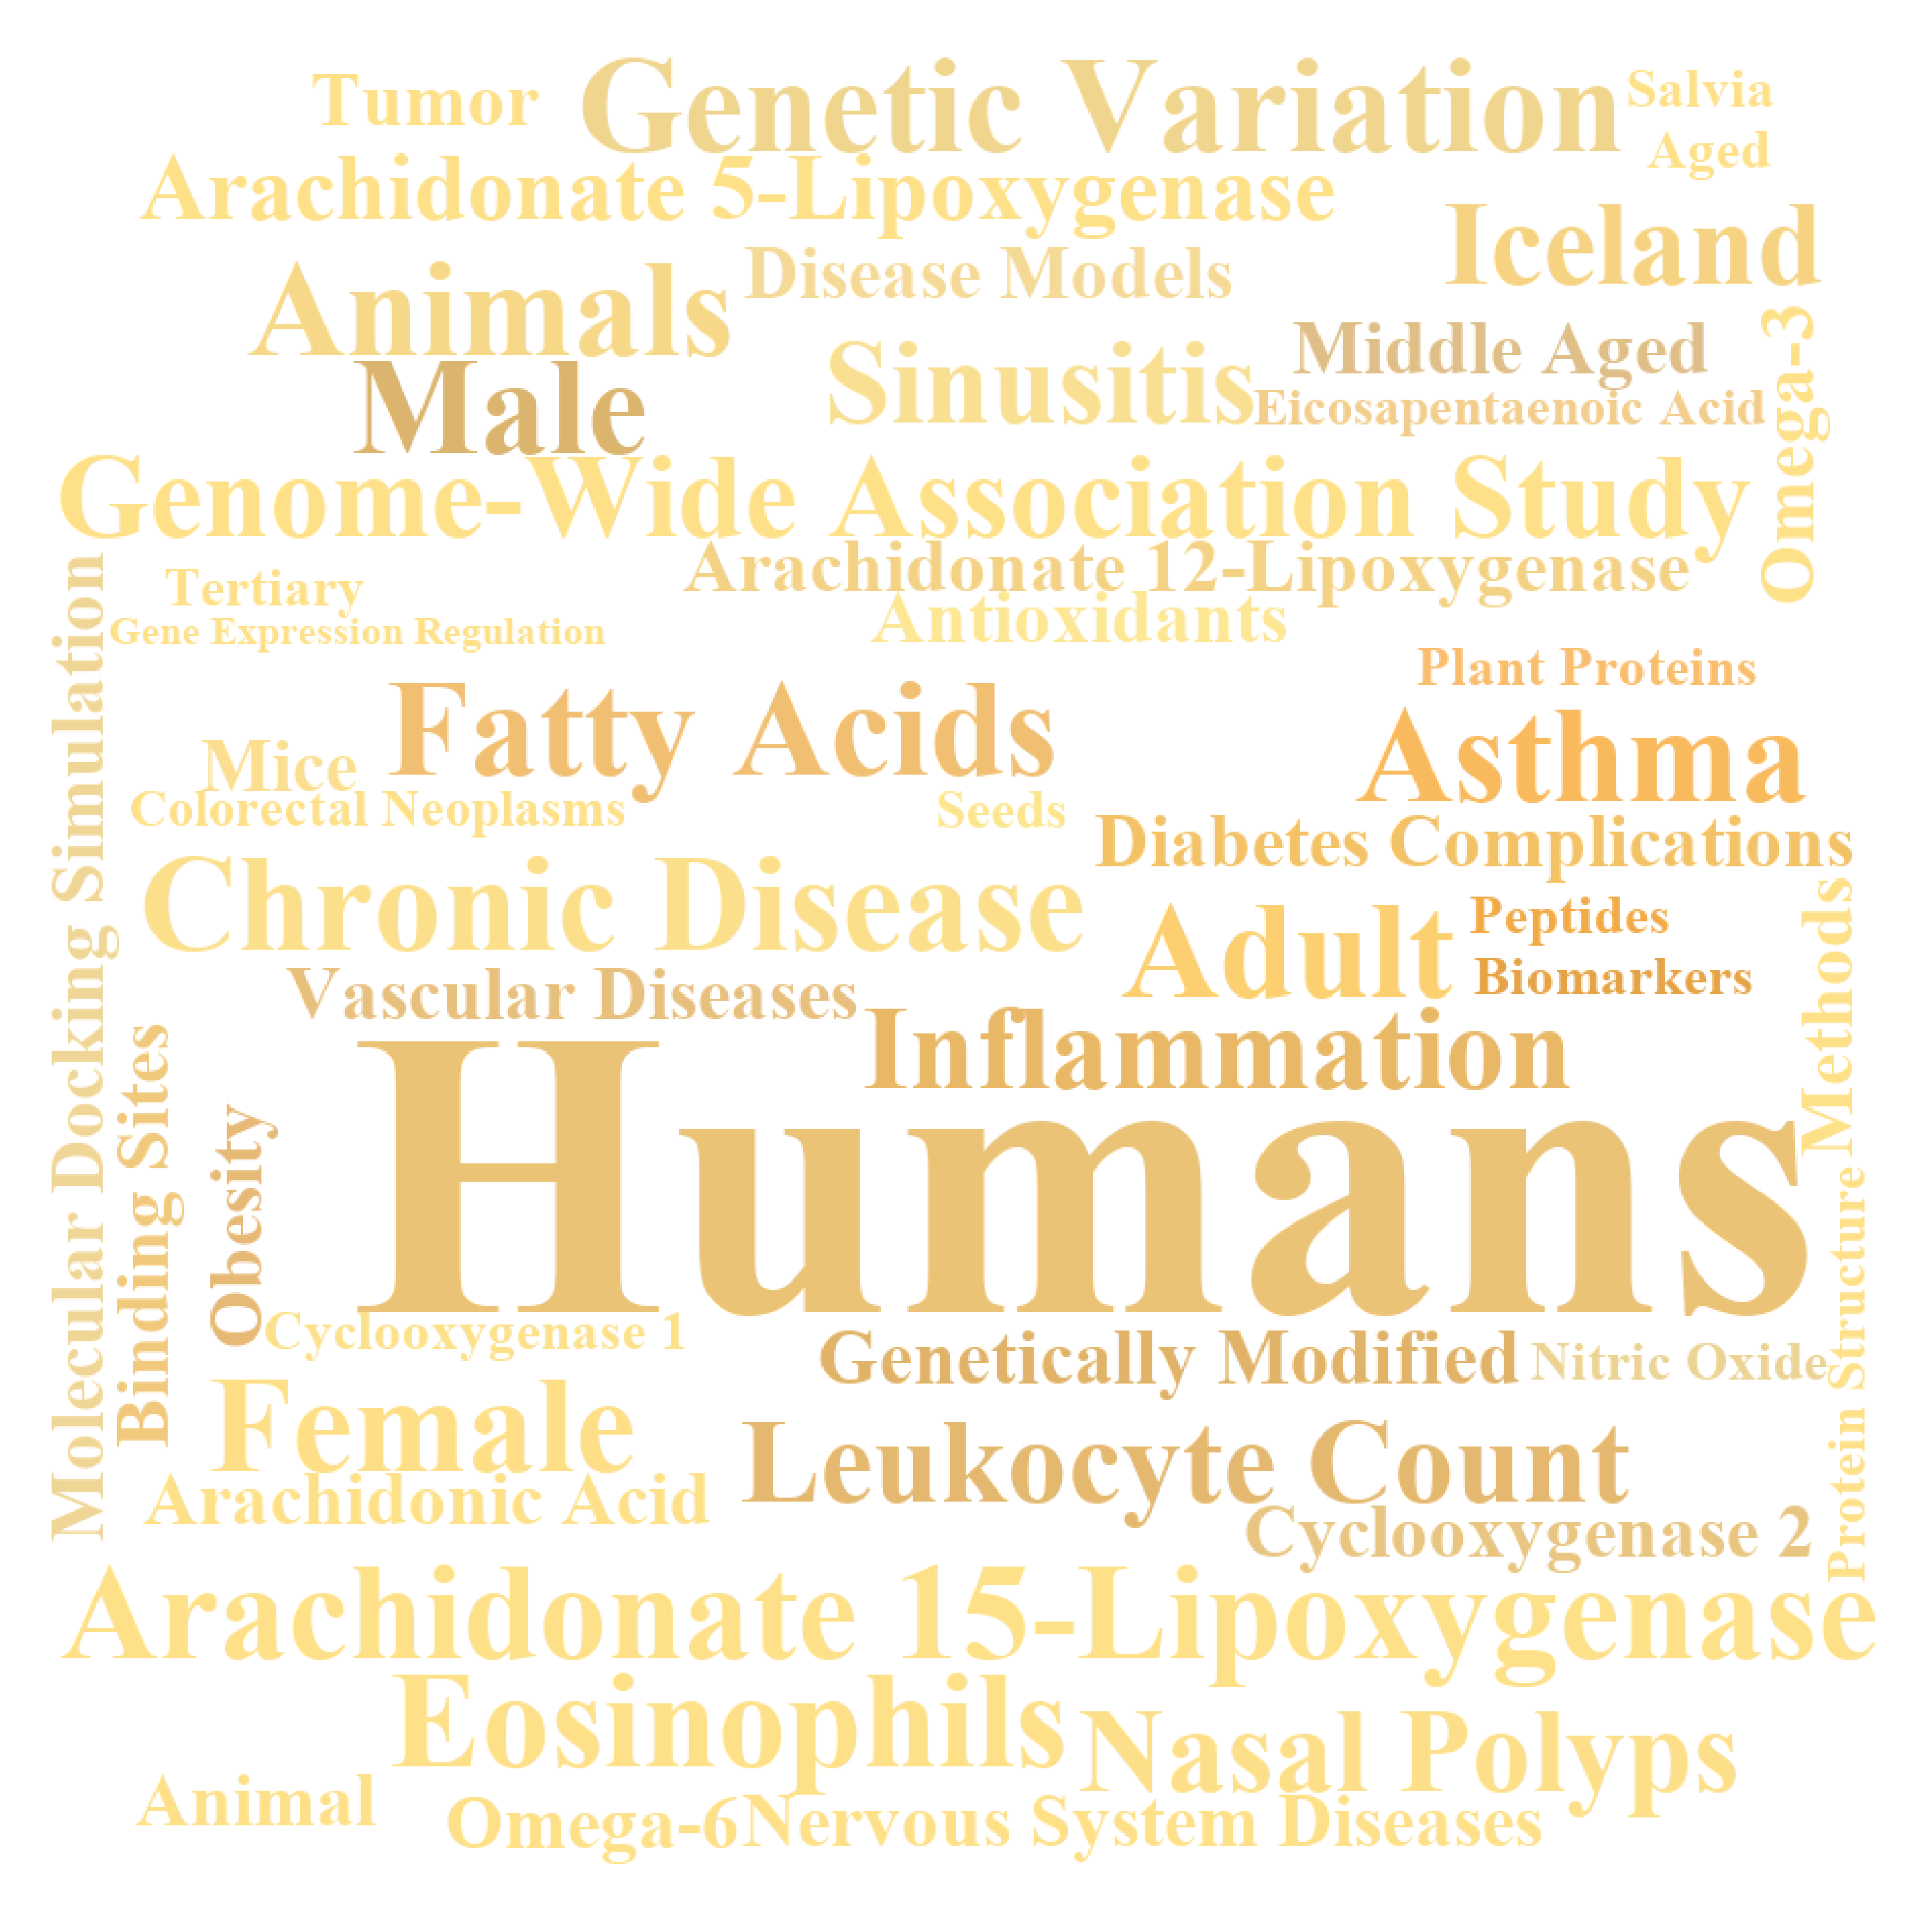 Tumor
Genetic Variation
Salvia
Aged
Arachidonate 5-Lipoxygenase
Iceland
Disease Models
Animals
Omega-3
Middle Aged
Sinusitis
Male
Eicosapentaenoic Acid
Genome-Wide Association Study
Arachidonate 12-Lipoxygenase
Tertiary
Antioxidants
Gene Expression Regulation
Molecular Docking Simulation
Plant Proteins
Fatty Acids
Asthma
Mice
Colorectal Neoplasms
Seeds
Diabetes Complications
Chronic Disease
Adult
Peptides
Methods
Biomarkers
Vascular Diseases
Inflammation
Binding Sites
Obesity
Humans
Protein Structure
Cyclooxygenase 1
Genetically Modified
Nitric Oxide
Female
Leukocyte Count
Arachidonic Acid
Cyclooxygenase 2
Arachidonate 15-Lipoxygenase
Eosinophils
Nasal Polyps
Animal
Omega-6
Nervous System Diseases